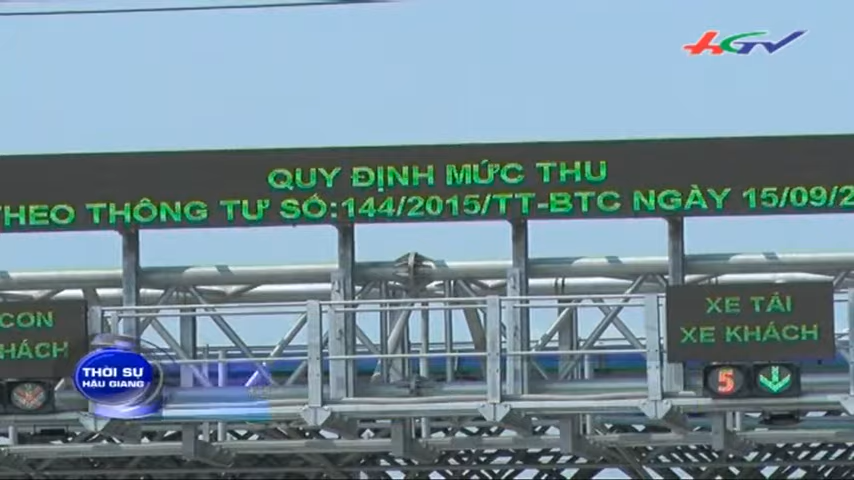 HGTV
QUY ĐỊNH MỨC THU
THEO THÔNG TƯ SỐ:144/2015/TT-BTC NGÀY 15/09/2
CON
KHÁCH
XE TẢI
XE KHÁCH
5
THỜI SỰ
HẬU GIANG